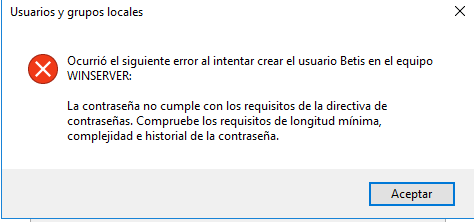 Usuarios y grupos locales
Ocurrió el siguiente error al intentar crear el usuario Betis en el equipo
WINSERVER:
La contraseña no cumple con los requisitos de la directiva de
contraseñas. Compruebe los requisitos de longitud mínima,
complejidad e historial de la contraseña.
Aceptar